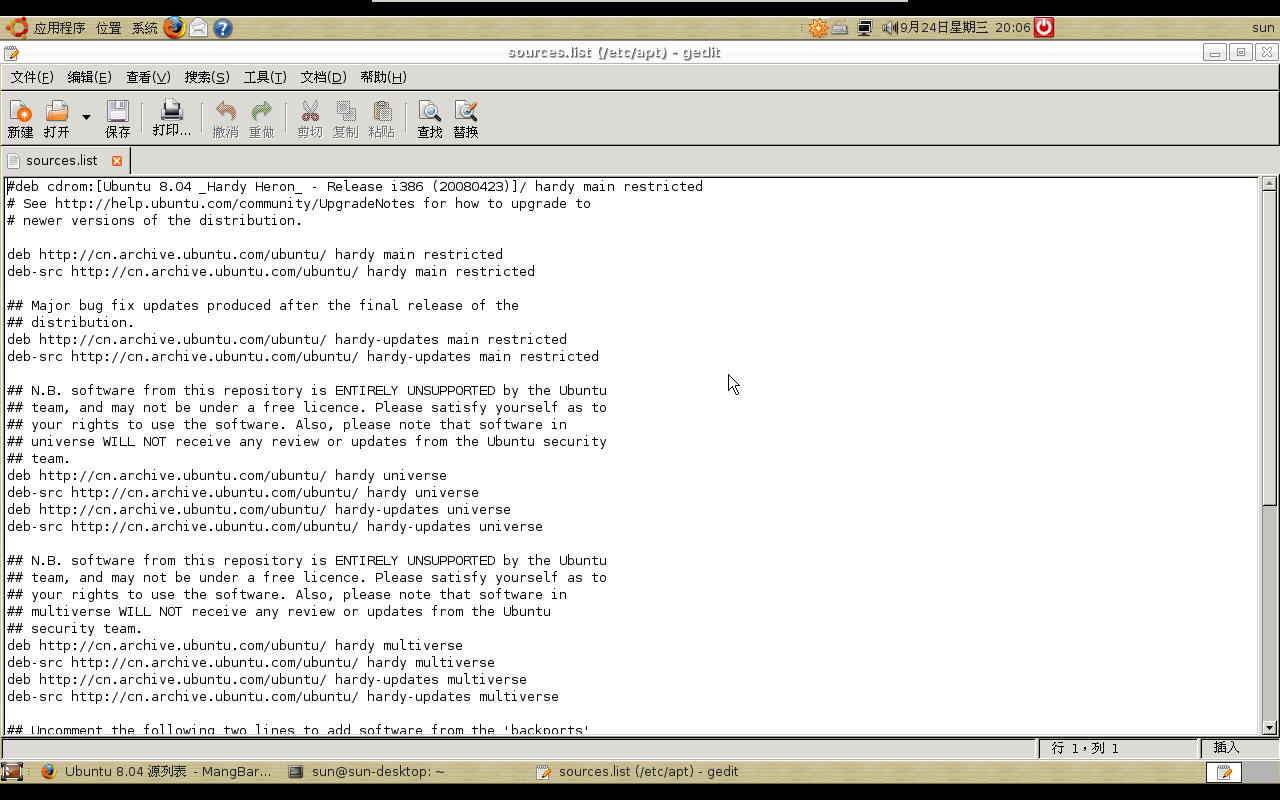 应用程序 位置 系统 9月24日星期三 20:06 sun
sources.list (/etc/apt) - gedit
文件(F) 编辑(E) 查看(V) 搜索(S) 工具(T) 文档(D) 帮助(H)
新建 打开 保存 打印... 撤消 重做 剪切 复制 粘贴 查找 替换
sources.list
#deb cdrom:[Ubuntu 8.04 _Hardy Heron_ - Release i386 (20080423)]/ hardy main restricted
# See http://help.ubuntu.com/community/UpgradeNotes for how to upgrade to
# newer versions of the distribution.
deb http://cn.archive.ubuntu.com/ubuntu/ hardy main restricted
deb-src http://cn.archive.ubuntu.com/ubuntu/ hardy main restricted
## Major bug fix updates produced after the final release of the
## distribution.
deb http://cn.archive.ubuntu.com/ubuntu/ hardy-updates main restricted
deb-src http://cn.archive.ubuntu.com/ubuntu/ hardy-updates main restricted
## N.B. software from this repository is ENTIRELY UNSUPPORTED by the Ubuntu
## team, and may not be under a free licence. Please satisfy yourself as to
## your rights to use the software. Also, please note that software in
## universe WILL NOT receive any review or updates from the Ubuntu security
## team.
deb http://cn.archive.ubuntu.com/ubuntu/ hardy universe
deb-src http://cn.archive.ubuntu.com/ubuntu/ hardy universe
deb http://cn.archive.ubuntu.com/ubuntu/ hardy-updates universe
deb-src http://cn.archive.ubuntu.com/ubuntu/ hardy-updates universe
## N.B. software from this repository is ENTIRELY UNSUPPORTED by the Ubuntu
## team, and may not be under a free licence. Please satisfy yourself as to
## your rights to use the software. Also, please note that software in
## multiverse WILL NOT receive any review or updates from the Ubuntu
## security team.
deb http://cn.archive.ubuntu.com/ubuntu/ hardy multiverse
deb-src http://cn.archive.ubuntu.com/ubuntu/ hardy multiverse
deb http://cn.archive.ubuntu.com/ubuntu/ hardy-updates multiverse
deb-src http://cn.archive.ubuntu.com/ubuntu/ hardy-updates multiverse
## Uncomment the following two lines to add software from the 'backports'
行 1，列 1 插入
Ubuntu 8.04 源列表 - MangBar... sun@sun-desktop: ~ sources.list (/etc/apt) - gedit